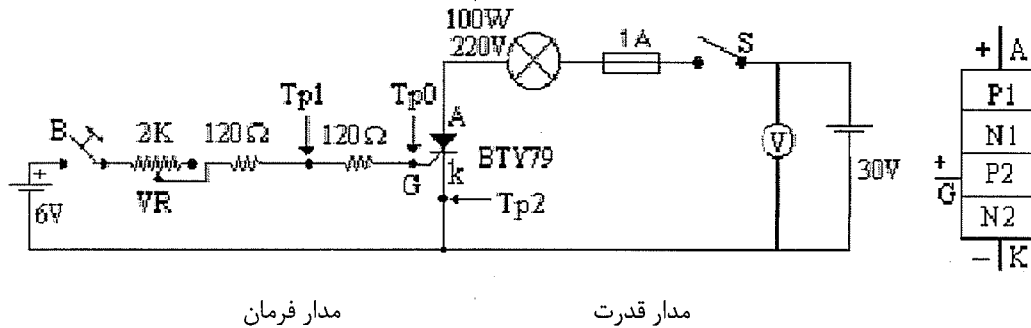 100W
220V
1A
S
+ A
P1
N1
P2
N2
+
G
− K
Tp1
Tp0
A
B
2K
120Ω
120Ω
BTY79
G
k
V
30V
+
6V
VR
Tp2
مدار فرمان
مدار قدرت